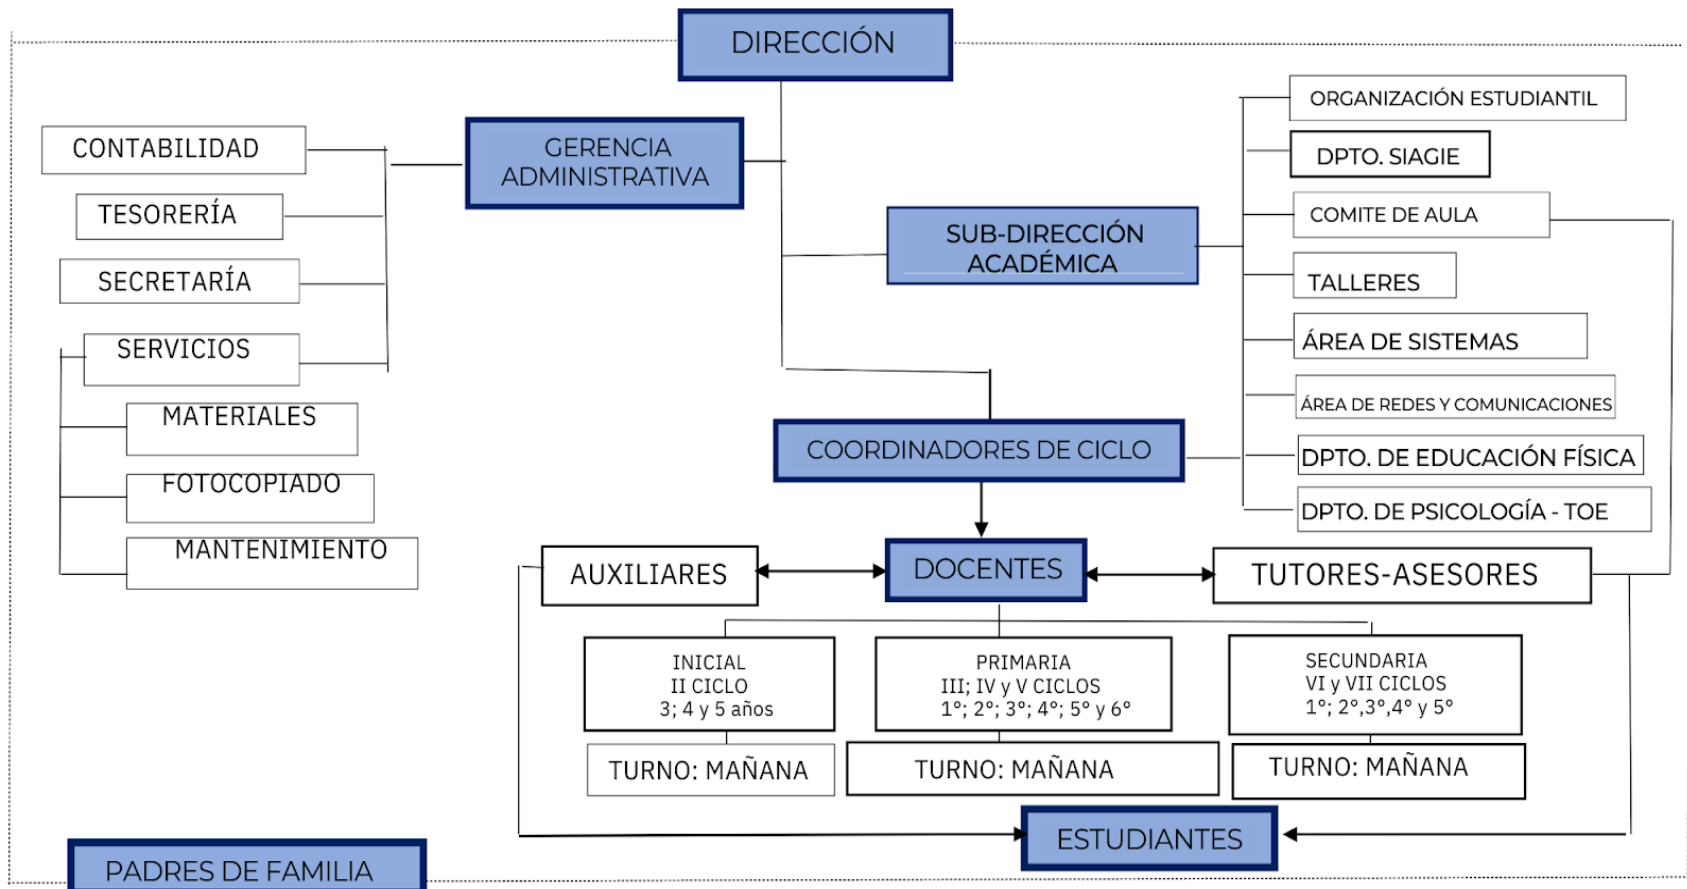 DIRECCIÓN
GERENCIA
ADMINISTRATIVA
CONTABILIDAD
TESORERÍA
SECRETARÍA
SERVICIOS
MATERIALES
FOTOCOPIADO
MANTENIMIENTO
SUB-DIRECCIÓN
ACADÉMICA
ORGANIZACIÓN ESTUDIANTIL
DPTO. SIAGIE
COMITE DE AULA
TALLERES
ÁREA DE SISTEMAS
ÁREA DE REDES Y COMUNICACIONES
DPTO. DE EDUCACIÓN FÍSICA
DPTO. DE PSICOLOGÍA - TOE
COORDINADORES DE CICLO
AUXILIARES
DOCENTES
TUTORES-ASESORES
INICIAL
II CICLO
3; 4 y 5 años
TURNO: MAÑANA
PRIMARIA
III; IV y V CICLOS
1°; 2°; 3°; 4°; 5° y 6°
TURNO: MAÑANA
SECUNDARIA
VI y VII CICLOS
1°; 2°,3°,4° y 5°
TURNO: MAÑANA
ESTUDIANTES
PADRES DE FAMILIA